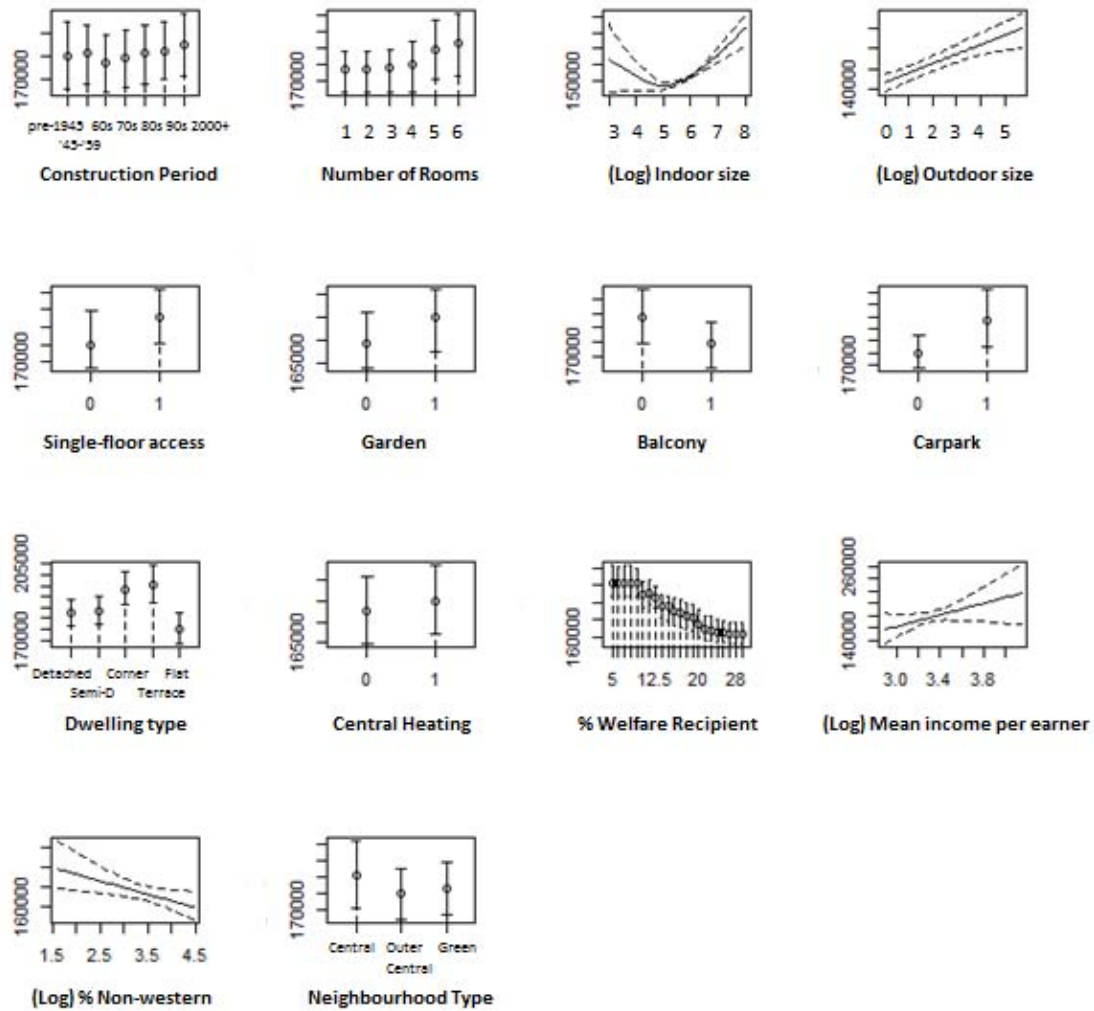 170000
pre-1945 60s 70s 80s 90s 2000+
'45-'59
Construction Period
170000
1 2 3 4 5 6
Number of Rooms
150000
3 4 5 6 7 8
(Log) Indoor size
140000
0 1 2 3 4 5
(Log) Outdoor size
170000
0 1
Single-floor access
165000
0 1
Garden
170000
0 1
Balcony
170000
0 1
Carpark
170000 205000
Detached Corner Flat
Semi-D Terrace
Dwelling type
165000
0 1
Central Heating
160000
5 12.5 20 28
% Welfare Recipient
140000 260000
3.0 3.4 3.8
(Log) Mean income per earner
160000
1.5 2.5 3.5 4.5
(Log) % Non-western
170000
Central Outer Green
Central
Neighbourhood Type